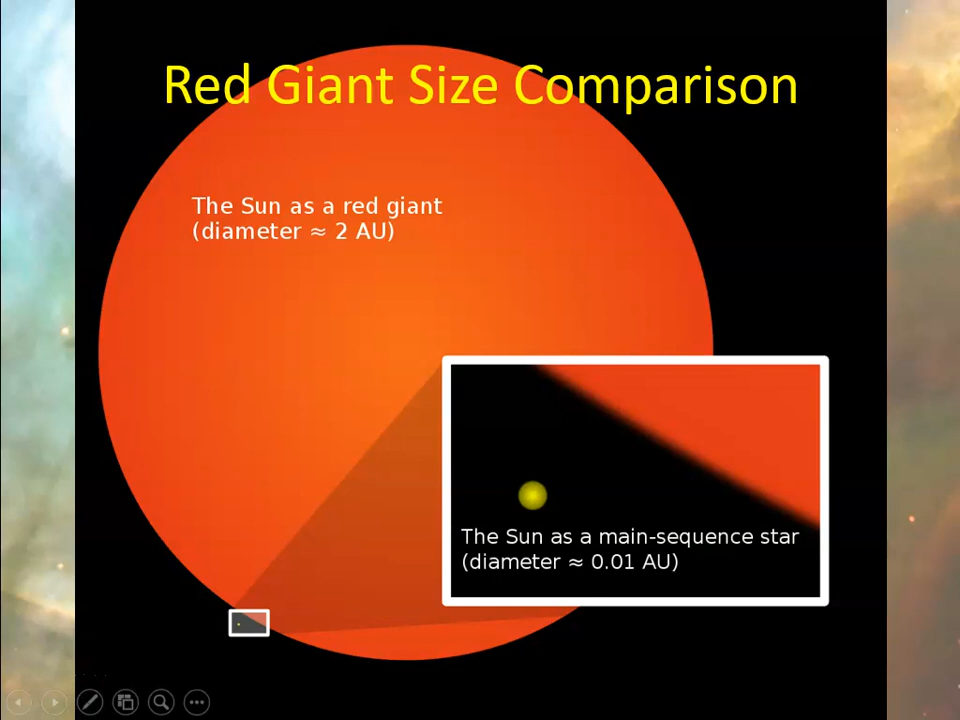 Red Giant Size Comparison
The Sun as a red giant
(diameter ≈ 2 AU)
The Sun as a main-sequence star
(diameter ≈ 0.01 AU)